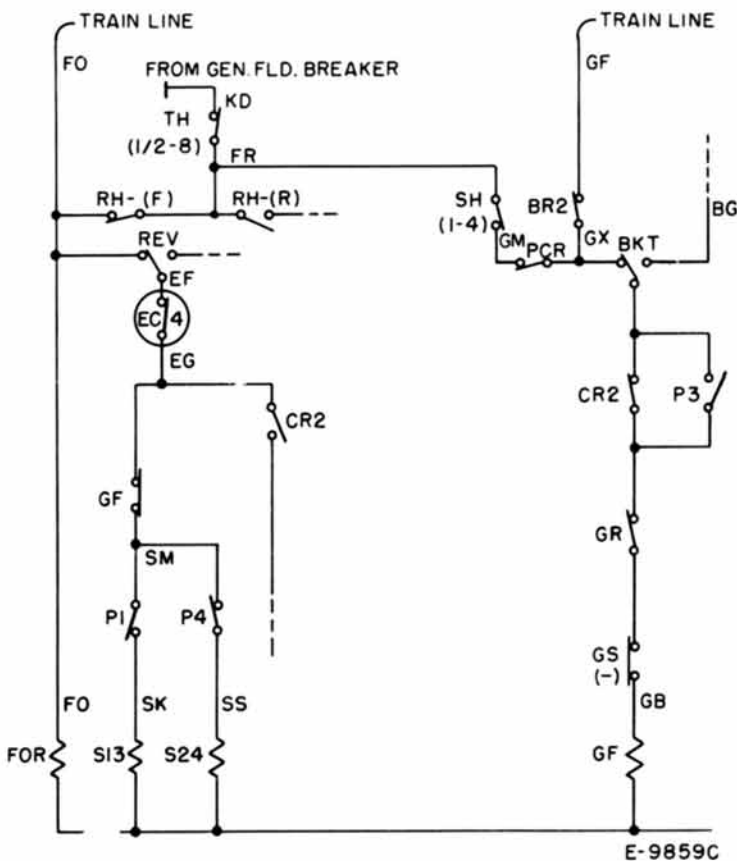 TRAIN LINE
TRAIN LINE
FO
GF
FROM GEN. FLD. BREAKER
KD
TH
(1/2-8)
FR
RH-(F)
RH-(R)
SH
(1-4)
BR2
BG
GM
PCR
GX
BKT
REV
EF
EC 4
EG
CR2
CR2
P3
GF
SM
GR
P1
P4
GS
(-)
GB
FO
SK
SS
FOR
S13
S24
GF
E-9859C